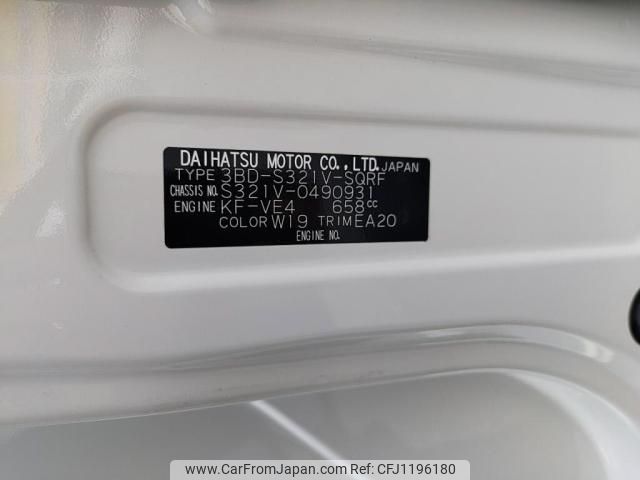 DAIHATSU MOTOR CO.,LTD. JAPAN
TYPE 3BD-S321V-SQRF
CHASSIS NO. S321V-0490931
ENGINE KF-VE4 658cc
COLOR W19 TRIM EA20
ENGINE NO.
www.CarFromJapan.com REF CFJ1196180